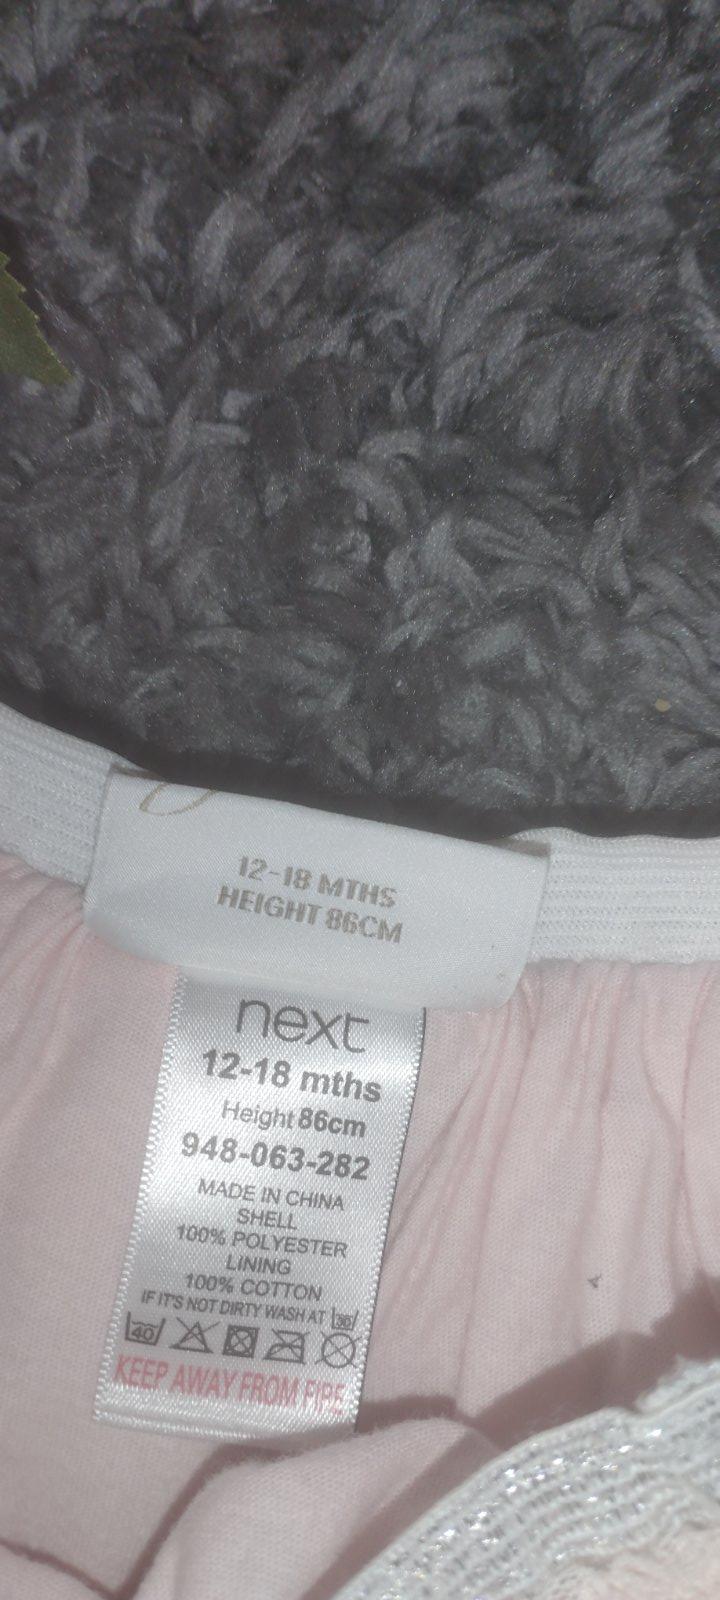 12-18 MTHS
HEIGHT 86CM
next
12-18 mths
Height 86cm
948-063-282
MADE IN CHINA
SHELL
100% POLYESTER
LINING
100% COTTON
IF IT'S NOT DIRTY WASH AT 30
40
KEEP AWAY FROM FIRE